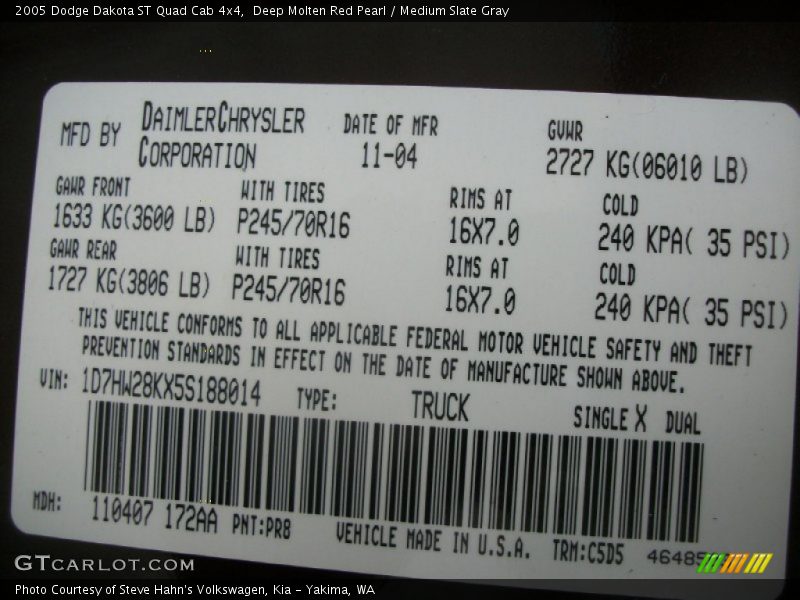 2005 Dodge Dakota ST Quad Cab 4x4,  Deep Molten Red Pearl / Medium Slate Gray
MFD BY DAIMLERCHRYSLER CORPORATION DATE OF MFR 11-04 GVWR 2727 KG(06010 LB)
GAWR FRONT WITH TIRES RIMS AT COLD
1633 KG(3600 LB) P245/70R16 16X7.0 240 KPA( 35 PSI)
GAWR REAR WITH TIRES RIMS AT COLD
1727 KG(3806 LB) P245/70R16 16X7.0 240 KPA( 35 PSI)
THIS VEHICLE CONFORMS TO ALL APPLICABLE FEDERAL MOTOR VEHICLE SAFETY AND THEFT
PREVENTION STANDARDS IN EFFECT ON THE DATE OF MANUFACTURE SHOWN ABOVE.
VIN: 1D7HW28KX5S188014 TYPE: TRUCK SINGLE X DUAL
MDH: 110407 172AA PNT:PR8 VEHICLE MADE IN U.S.A. TRM:C5D5
GTCARLOT.COM
Photo Courtesy of Steve Hahn's Volkswagen, Kia - Yakima, WA